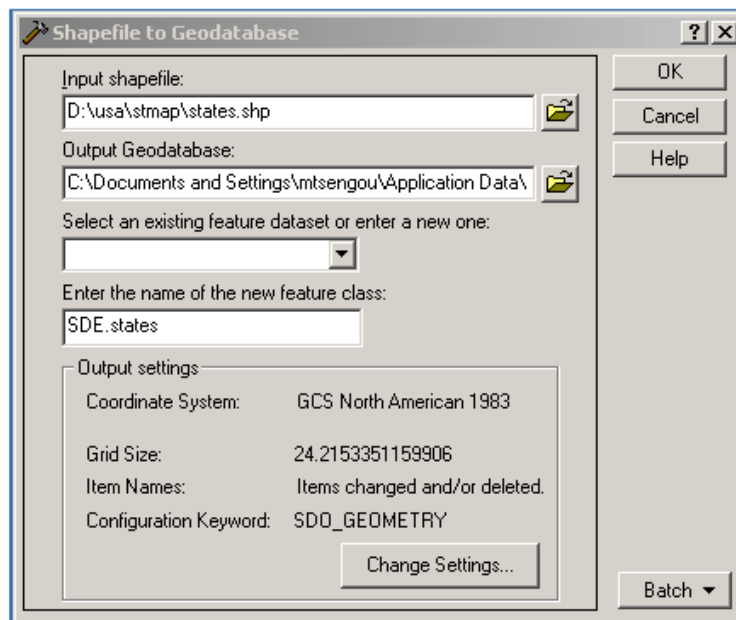 Shapefile to Geodatabase
Input shapefile:
D:\usa\stmap\states.shp
Output Geodatabase:
C:\Documents and Settings\mtsengou\Application Data\
Select an existing feature dataset or enter a new one:
Enter the name of the new feature class:
SDE.states
Output settings
Coordinate System: GCS North American 1983
Grid Size: 24.2153351159906
Item Names: Items changed and/or deleted.
Configuration Keyword: SDO_GEOMETRY
Change Settings...
OK
Cancel
Help
Batch